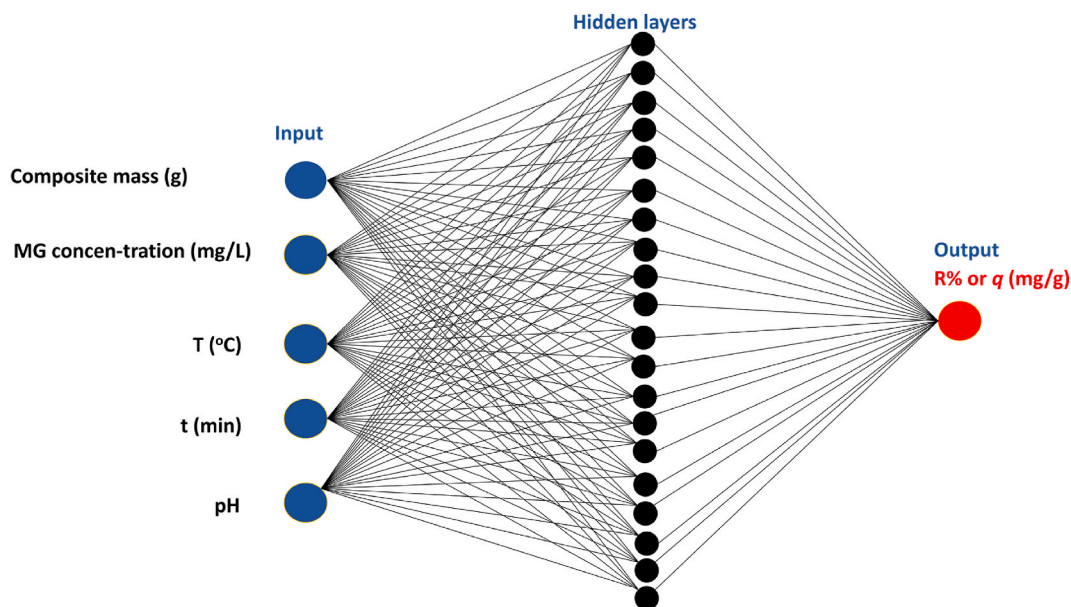 Hidden layers
Input
Composite mass (g)
MG concen-tration (mg/L)
T (°C)
t (min)
pH
Output
R% or q (mg/g)